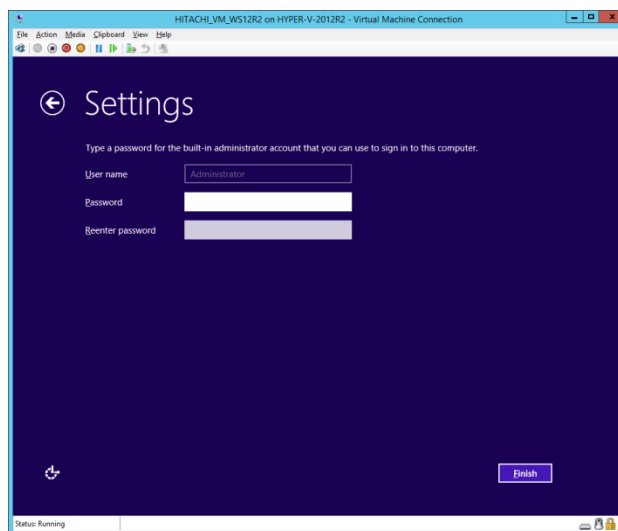 HITACHI_VM_WS12R2 on HYPER-V-2012R2 - Virtual Machine Connection
File Action Media Clipboard View Help
Settings
Type a password for the built-in administrator account that you can use to sign in to this computer.
User name Administrator
Password
Reenter password
Finish
Status: Running